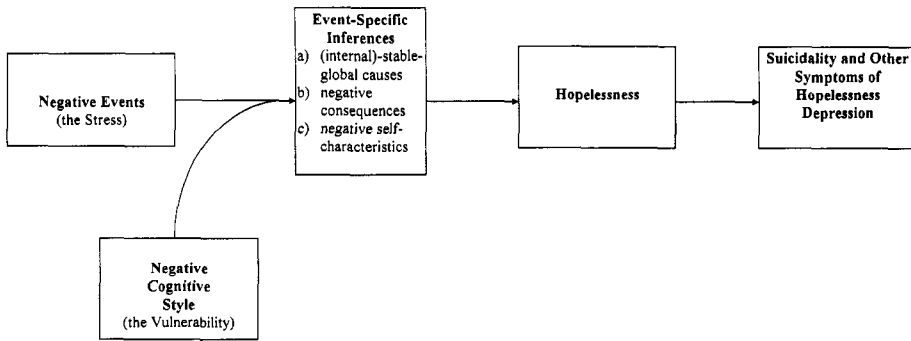 Negative Events
(the Stress)
Event-Specific
Inferences
a) (internal)-stable-
global causes
b) negative
consequences
c) negative self-
characteristics
Hopelessness
Suicidality and Other
Symptoms of
Hopelessness
Depression
Negative
Cognitive
Style
(the Vulnerability)